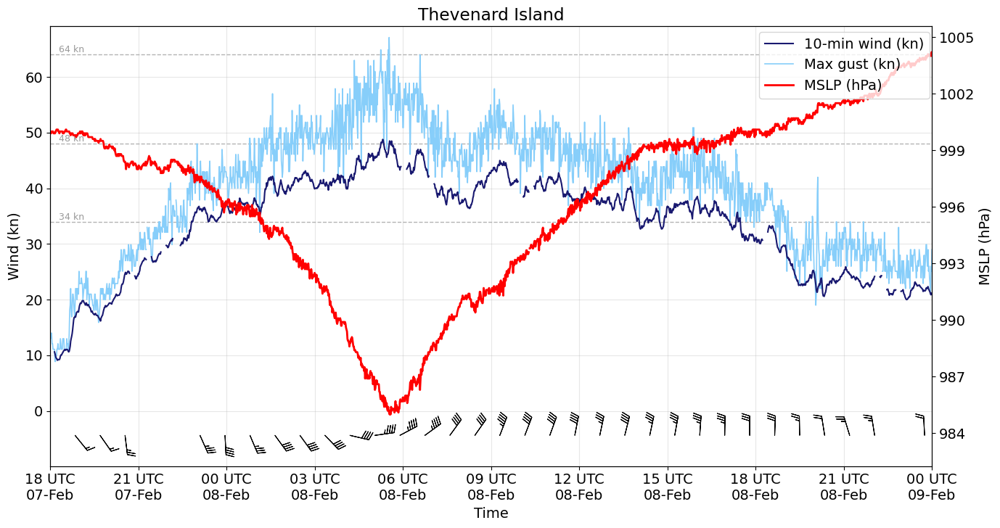 Thevenard Island
64 kn
48 kn
34 kn
10-min wind (kn)
Max gust (kn)
MSLP (hPa)
Wind (kn)
60
50
40
30
20
10
0
1005
1002
999
996
993
990
987
984
MSLP (hPa)
18 UTC
07-Feb
21 UTC
07-Feb
00 UTC
08-Feb
03 UTC
08-Feb
06 UTC
08-Feb
09 UTC
08-Feb
12 UTC
08-Feb
15 UTC
08-Feb
18 UTC
08-Feb
21 UTC
08-Feb
00 UTC
09-Feb
Time